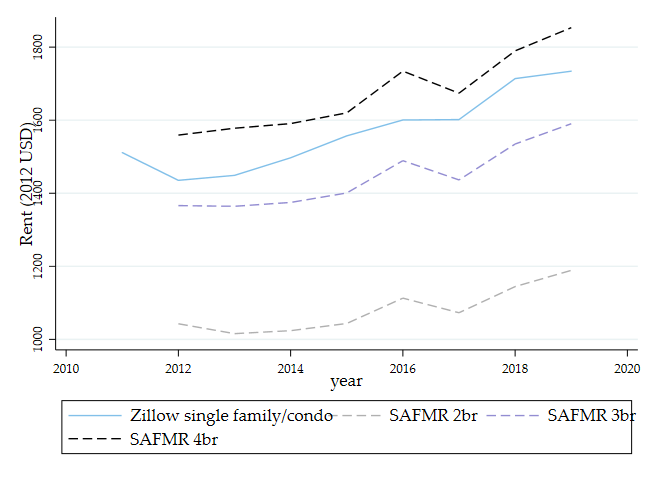 Rent (2012 USD)
1800
1600
1400
1200
1000
2010 2012 2014 2016 2018 2020
year
Zillow single family/condo SAFMR 2br SAFMR 3br
SAFMR 4br